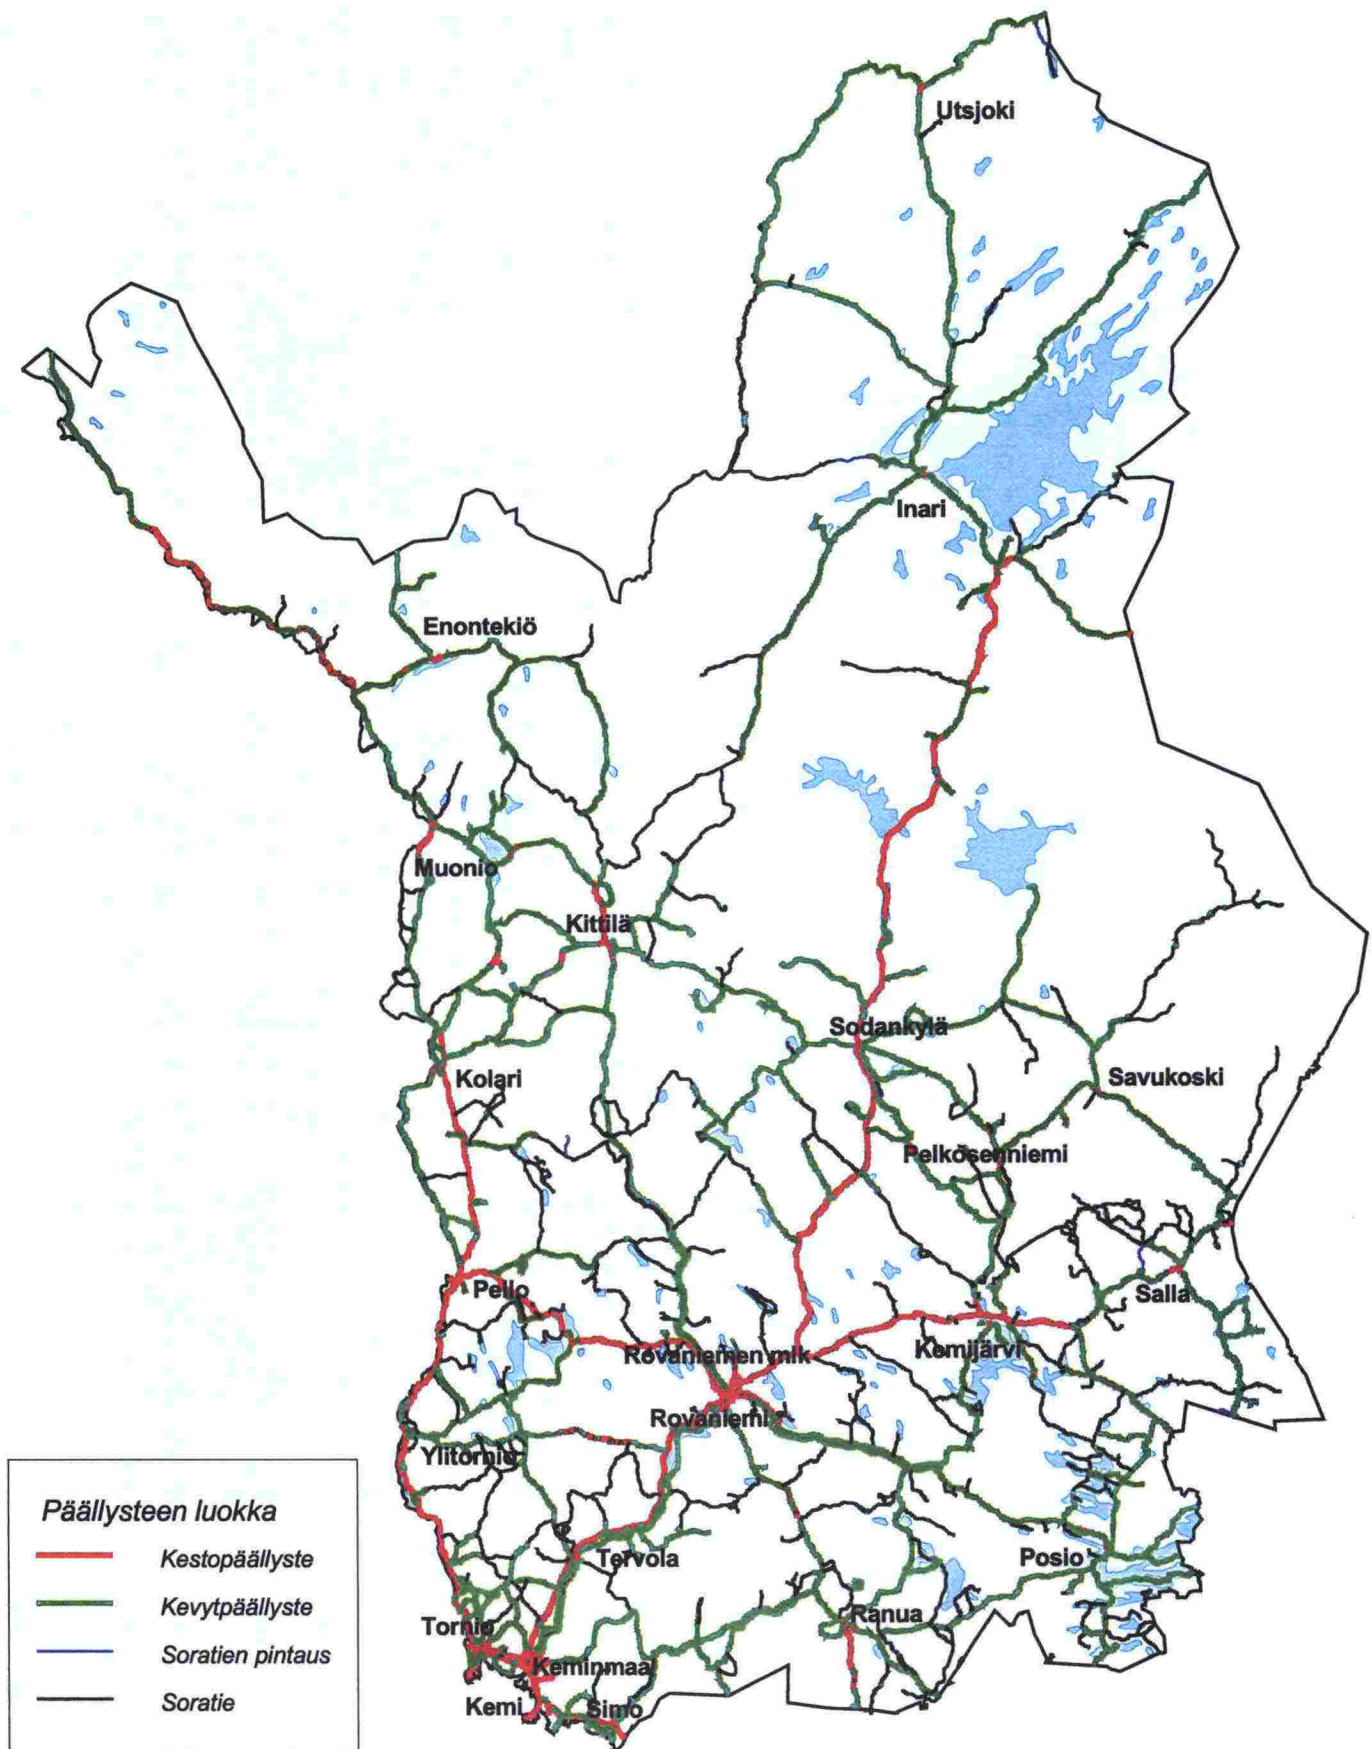 Utsjoki
Inari
Enontekiö
Muonio
Kittilä
Sodankylä
Kolari
Savukoski
Pelkosenniemi
Pello
Salla
Rovaniemen mlk
Kemijärvi
Rovaniemi
Ylitornio
Päällysteen luokka
Kestopäällyste
Kevytpäällyste
Soratien pintaus
Soratie
Tervola
Posio
Tornio
Ranua
Keminmaa
Kemi
Simo